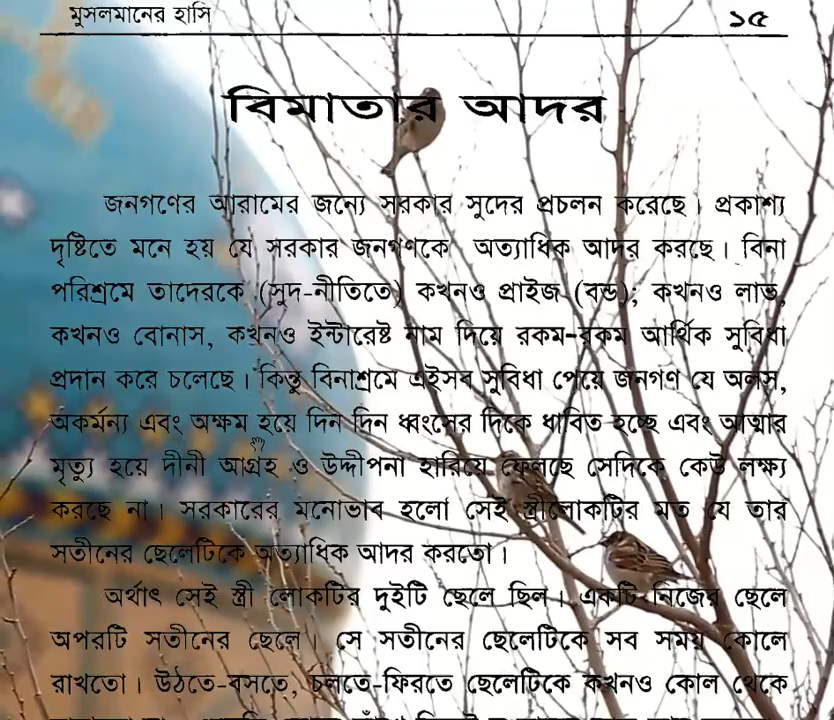 মুসলমানের হাসি ১৫
বিমাতার আদর
জনগণের আরামের জন্যে সরকার সুদের প্রচলন করেছে। প্রকাশ্য
দৃষ্টিতে মনে হয় যে সরকার জনগণকে অত্যাধিক আদর করছে। বিনা
পরিশ্রমে তাদেরকে (সুদ-নীতিতে) কখনও প্রাইজ (বন্ড); কখনও লাভ,
কখনও বোনাস, কখনও ইন্টারেষ্ট নাম দিয়ে রকম-রকম আর্থিক সুবিধা
প্রদান করে চলেছে। কিন্তু বিনাশ্রমে এইসব সুবিধা পেয়ে জনগণ যে অলস,
অকর্মন্য এবং অক্ষম হয়ে দিন দিন ধ্বংসের দিকে ধাবিত হচ্ছে এবং আত্মার
মৃত্যু হয়ে দীনী আগ্রহ ও উদ্দীপনা হারিয়ে ফেলছে সেদিকে কেউ লক্ষ্য
করছে না। সরকারের মনোভাব হলো সেই স্ত্রীলোকটির মত যে তার
সতীনের ছেলেটিকে অত্যাধিক আদর করতো।
অর্থাৎ সেই স্ত্রী লোকটির দুইটি ছেলে ছিল। একটি নিজের ছেলে
অপরটি সতীনের ছেলে। সে সতীনের ছেলেটিকে সব সময় কোলে
রাখতো। উঠতে-বসতে, চলতে-ফিরতে ছেলেটিকে কখনও কোল থেকে